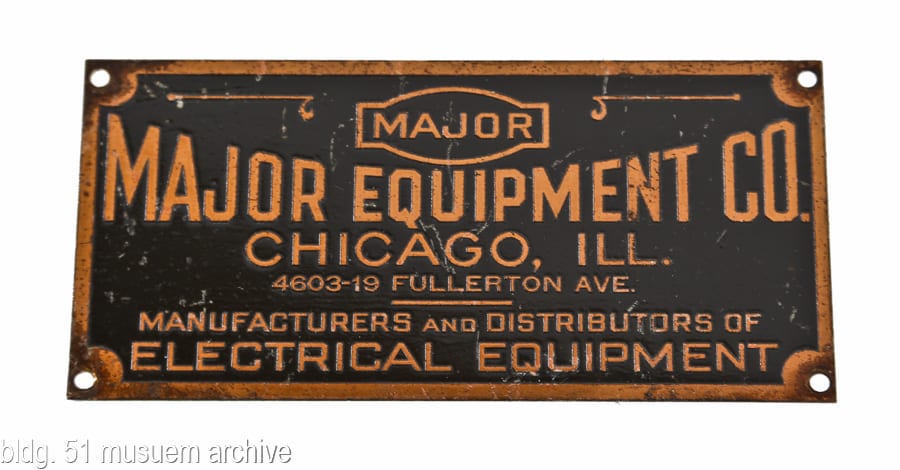 MAJOR
MAJOR EQUIPMENT CO.
CHICAGO, ILL.
4603-19 FULLERTON AVE.
MANUFACTURERS AND DISTRIBUTORS OF
ELECTRICAL EQUIPMENT
bldg. 51 musuem archive